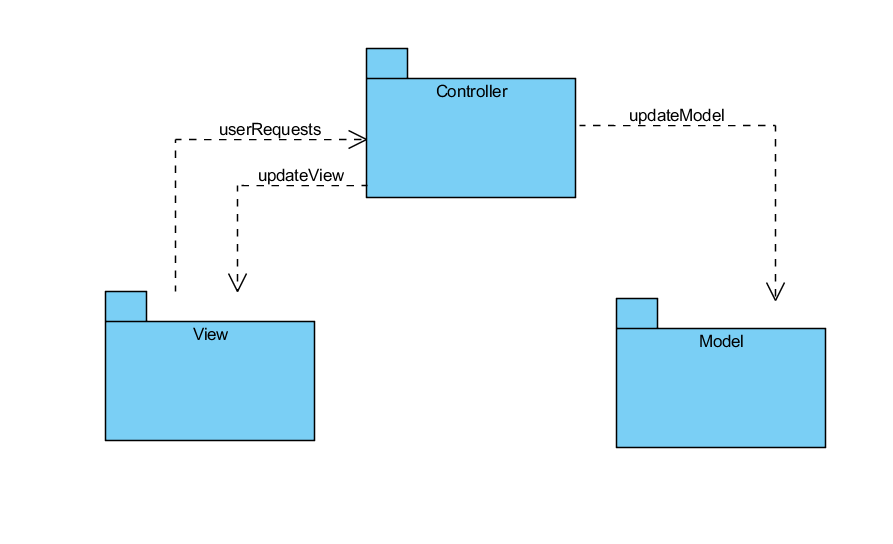 Controller
updateModel
userRequests
updateView
View
Model